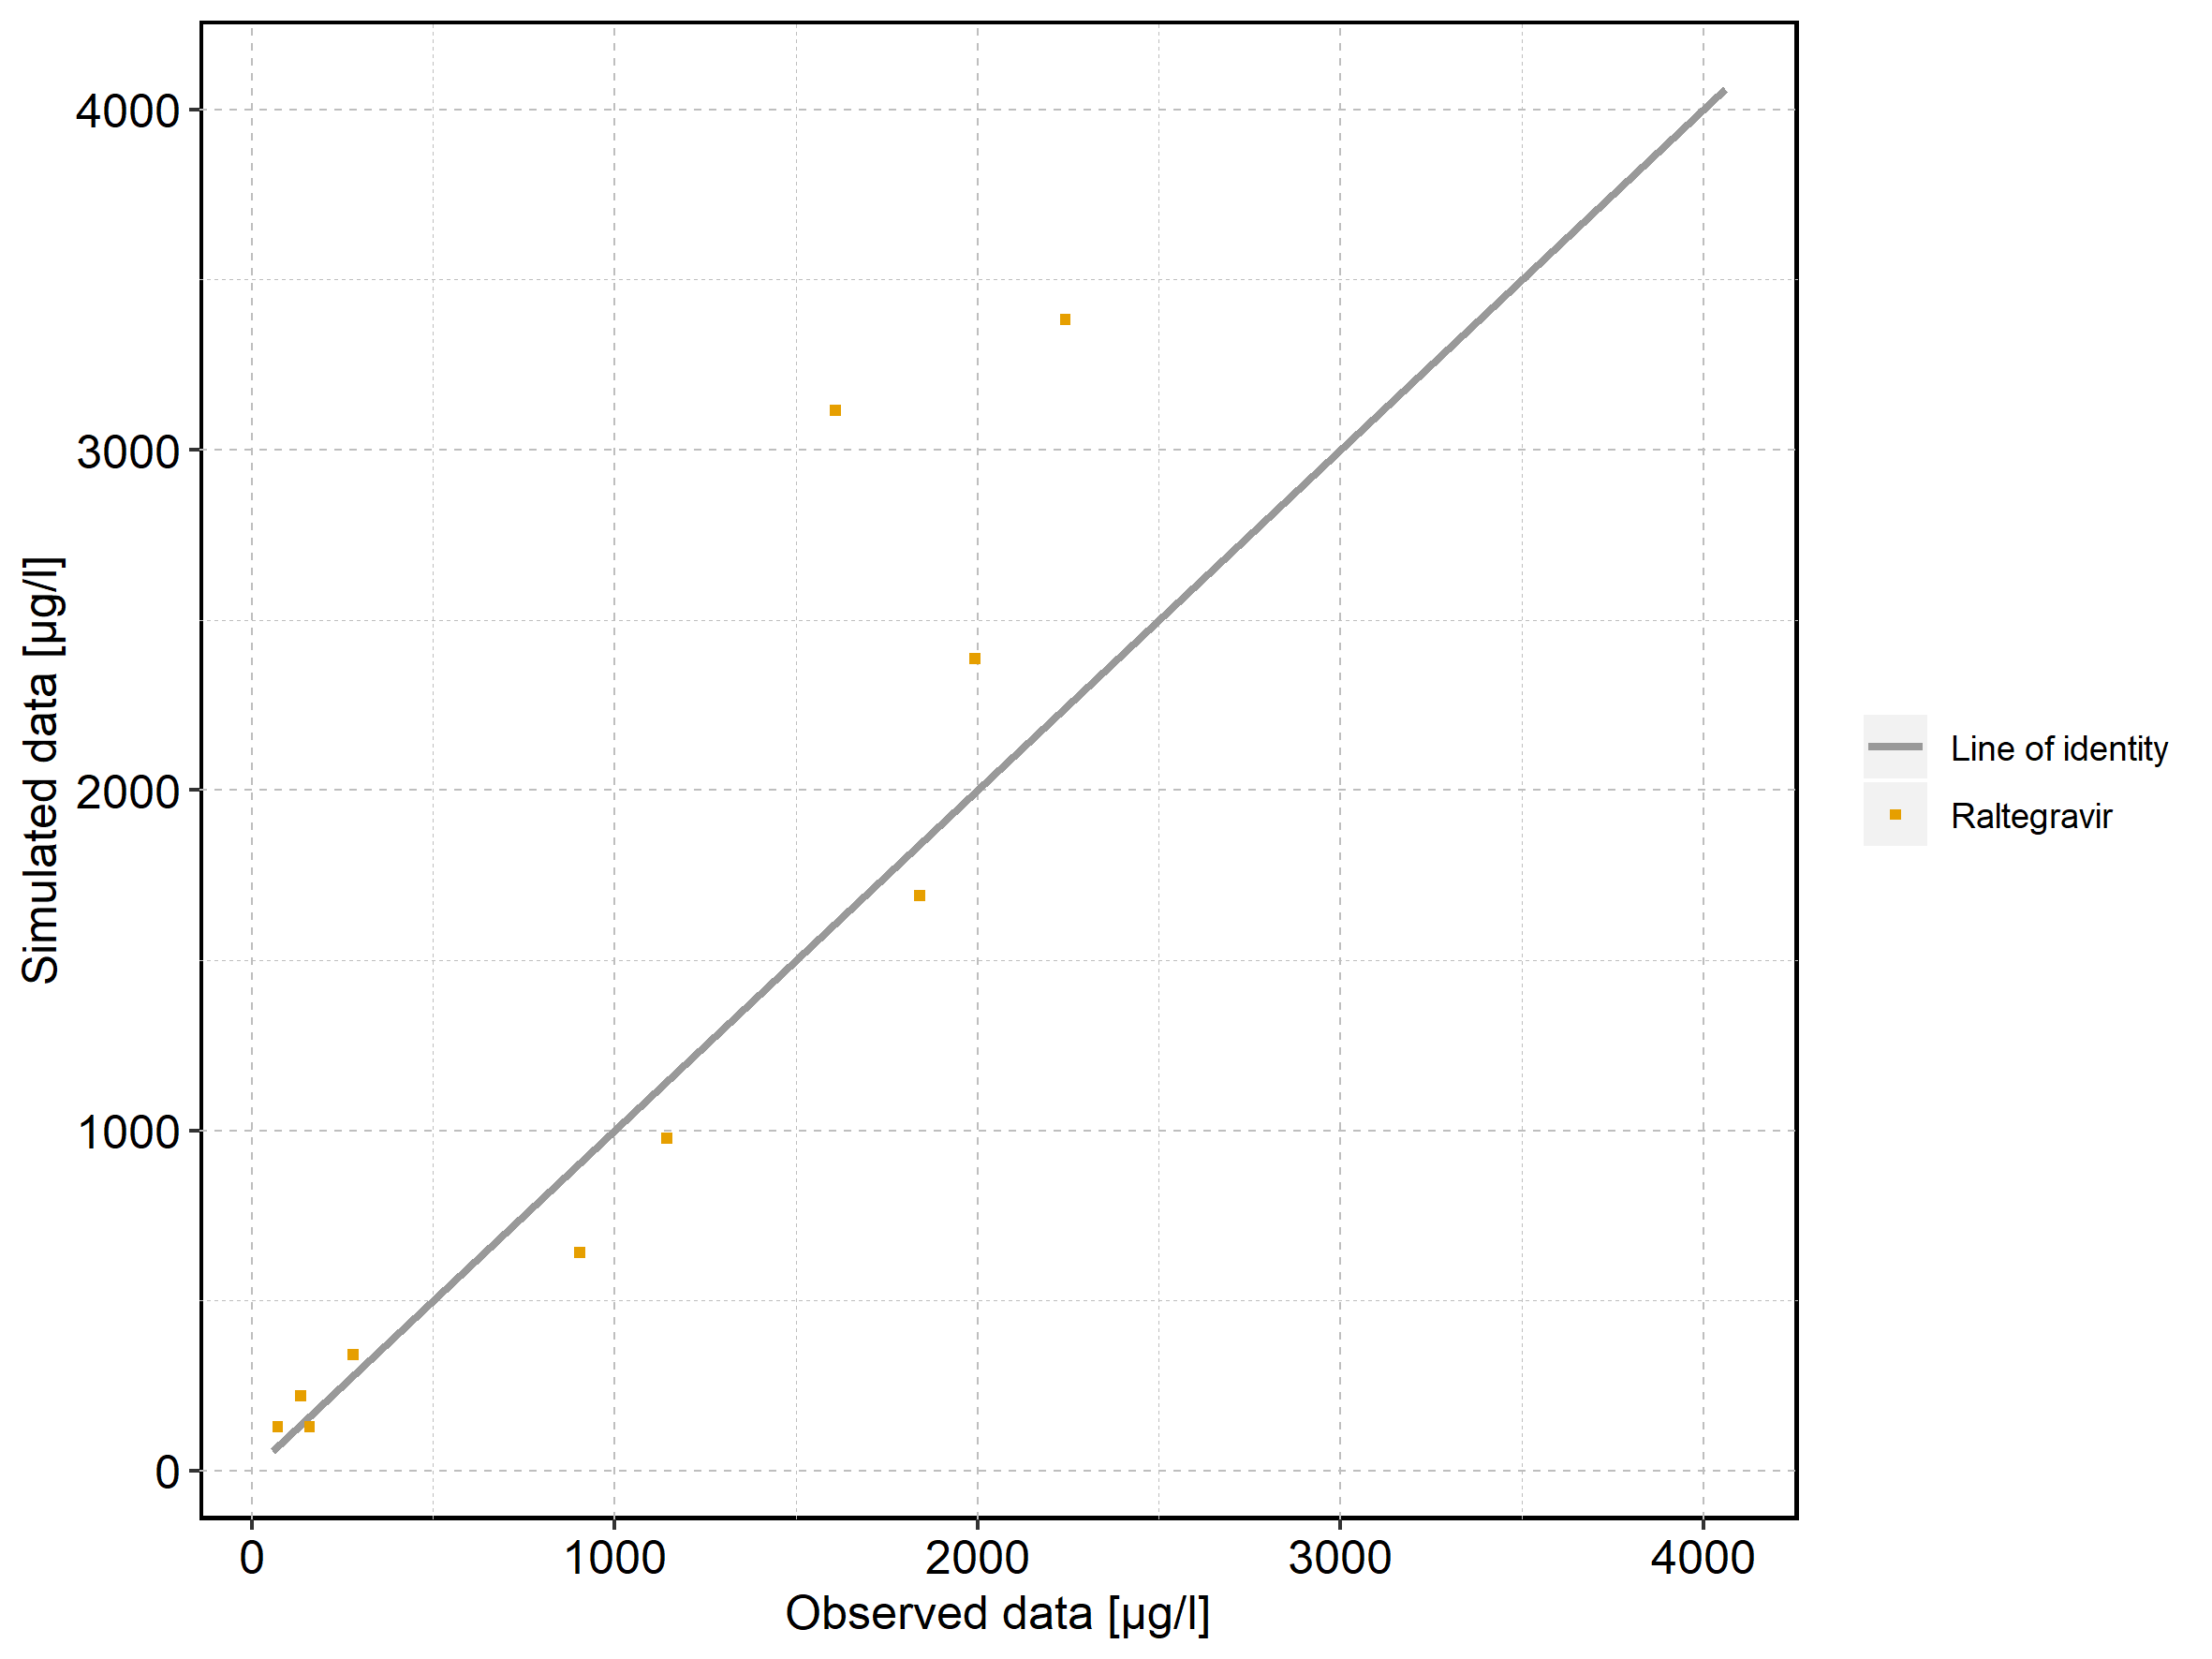 4000
3000
2000
1000
0
Simulated data [µg/l]
0 1000 2000 3000 4000
Observed data [µg/l]
Line of identity
Raltegravir